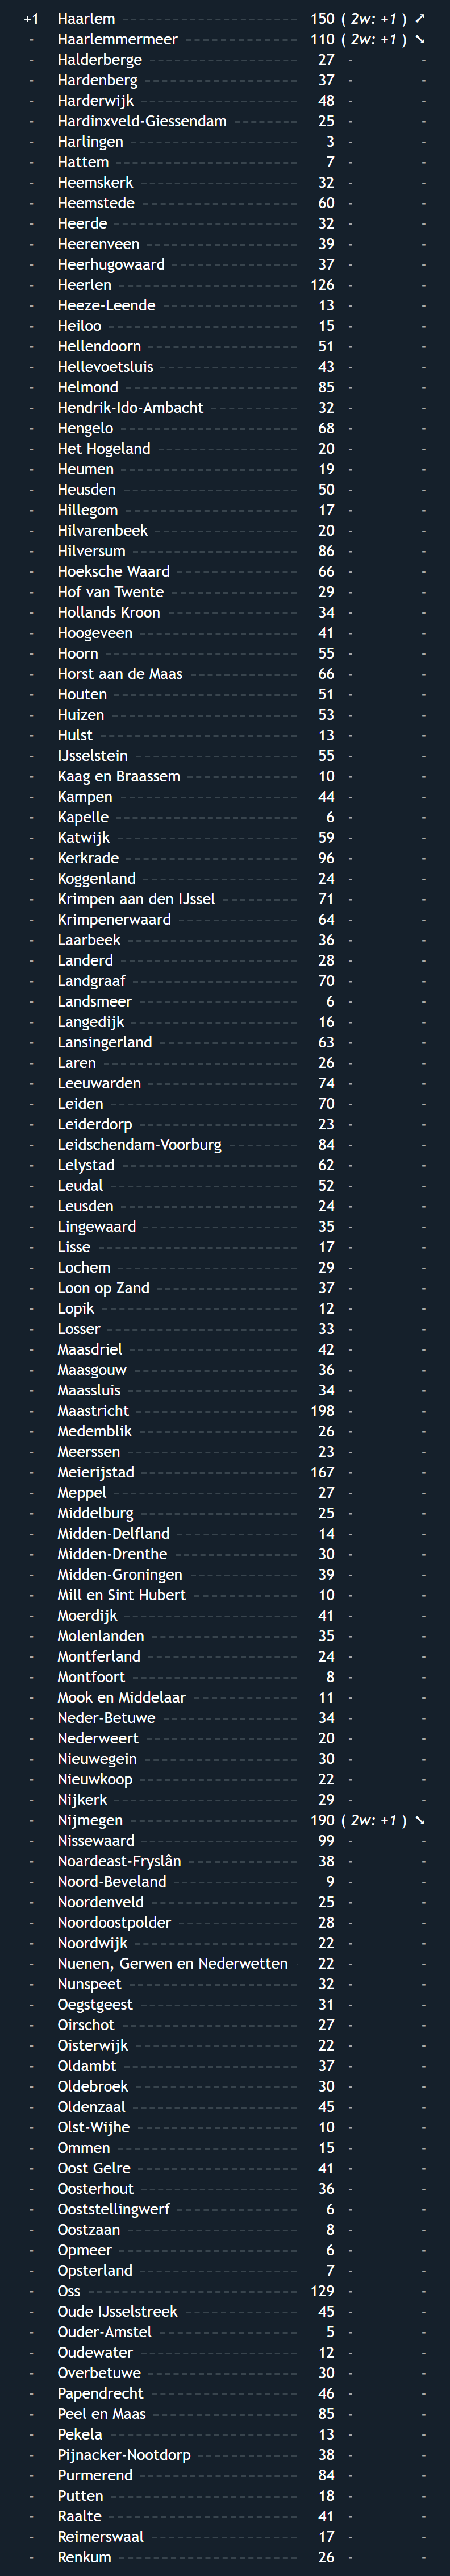 +1 Haarlem 150 ( 2w: +1 ) ➚
- Haarlemmermeer 110 ( 2w: +1 ) ➘
- Halderberge 27 - -
- Hardenberg 37 - -
- Harderwijk 48 - -
- Hardinxveld-Giessendam 25 - -
- Harlingen 3 - -
- Hattem 7 - -
- Heemskerk 32 - -
- Heemstede 60 - -
- Heerde 32 - -
- Heerenveen 39 - -
- Heerhugowaard 37 - -
- Heerlen 126 - -
- Heeze-Leende 13 - -
- Heiloo 15 - -
- Hellendoorn 51 - -
- Hellevoetsluis 43 - -
- Helmond 85 - -
- Hendrik-Ido-Ambacht 32 - -
- Hengelo 68 - -
- Het Hogeland 20 - -
- Heumen 19 - -
- Heusden 50 - -
- Hillegom 17 - -
- Hilvarenbeek 20 - -
- Hilversum 86 - -
- Hoeksche Waard 66 - -
- Hof van Twente 29 - -
- Hollands Kroon 34 - -
- Hoogeveen 41 - -
- Hoorn 55 - -
- Horst aan de Maas 66 - -
- Houten 51 - -
- Huizen 53 - -
- Hulst 13 - -
- IJsselstein 55 - -
- Kaag en Braassem 10 - -
- Kampen 44 - -
- Kapelle 6 - -
- Katwijk 59 - -
- Kerkrade 96 - -
- Koggenland 24 - -
- Krimpen aan den IJssel 71 - -
- Krimpenerwaard 64 - -
- Laarbeek 36 - -
- Landerd 28 - -
- Landgraaf 70 - -
- Landsmeer 6 - -
- Langedijk 16 - -
- Lansingerland 63 - -
- Laren 26 - -
- Leeuwarden 74 - -
- Leiden 70 - -
- Leiderdorp 23 - -
- Leidschendam-Voorburg 84 - -
- Lelystad 62 - -
- Leudal 52 - -
- Leusden 24 - -
- Lingewaard 35 - -
- Lisse 17 - -
- Lochem 29 - -
- Loon op Zand 37 - -
- Lopik 12 - -
- Losser 33 - -
- Maasdriel 42 - -
- Maasgouw 36 - -
- Maassluis 34 - -
- Maastricht 198 - -
- Medemblik 26 - -
- Meerssen 23 - -
- Meierijstad 167 - -
- Meppel 27 - -
- Middelburg 25 - -
- Midden-Delfland 14 - -
- Midden-Drenthe 30 - -
- Midden-Groningen 39 - -
- Mill en Sint Hubert 10 - -
- Moerdijk 41 - -
- Molenlanden 35 - -
- Montferland 24 - -
- Montfoort 8 - -
- Mook en Middelaar 11 - -
- Neder-Betuwe 34 - -
- Nederweert 20 - -
- Nieuwegein 30 - -
- Nieuwkoop 22 - -
- Nijkerk 29 - -
- Nijmegen 190 ( 2w: +1 ) ➘
- Nissewaard 99 - -
- Noardeast-Fryslân 38 - -
- Noord-Beveland 9 - -
- Noordenveld 25 - -
- Noordoostpolder 28 - -
- Noordwijk 22 - -
- Nuenen, Gerwen en Nederwetten 22 - -
- Nunspeet 32 - -
- Oegstgeest 31 - -
- Oirschot 27 - -
- Oisterwijk 22 - -
- Oldambt 37 - -
- Oldebroek 30 - -
- Oldenzaal 45 - -
- Olst-Wijhe 10 - -
- Ommen 15 - -
- Oost Gelre 41 - -
- Oosterhout 36 - -
- Ooststellingwerf 6 - -
- Oostzaan 8 - -
- Opmeer 6 - -
- Opsterland 7 - -
- Oss 129 - -
- Oude IJsselstreek 45 - -
- Ouder-Amstel 5 - -
- Oudewater 12 - -
- Overbetuwe 30 - -
- Papendrecht 46 - -
- Peel en Maas 85 - -
- Pekela 13 - -
- Pijnacker-Nootdorp 38 - -
- Purmerend 84 - -
- Putten 18 - -
- Raalte 41 - -
- Reimerswaal 17 - -
- Renkum 26 - -